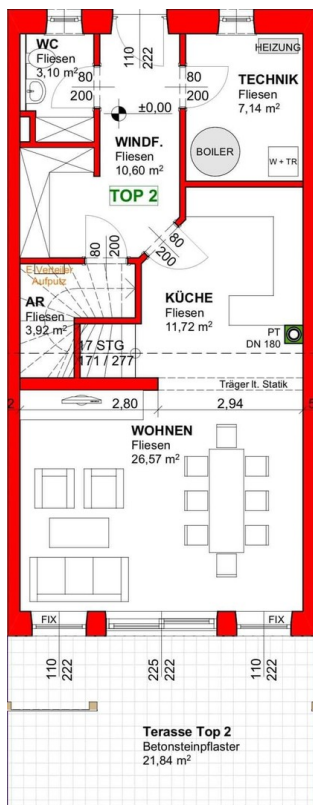 WC
Fliesen
3,10 m²
110
222
80
200
80
200
HEIZUNG
TECHNIK
Fliesen
7,14 m²
±0,00
WINDF.
Fliesen
10,60 m²
BOILER
W + TR
TOP 2
80
200
80
200
E-Verteiler
Aufputz
AR
Fliesen
3,92 m²
KÜCHE
Fliesen
11,72 m²
PT
DN 180
17 STG
171 / 277
Träger lt. Statik
2,80
2,94
WOHNEN
Fliesen
26,57 m²
FIX
FIX
110
222
225
222
110
222
Terasse Top 2
Betonsteinpflaster
21,84 m²